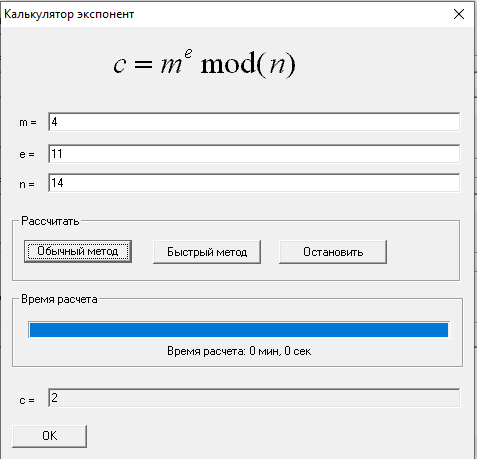 Калькулятор экспонент
c = m^e mod(n)
m = 4
e = 11
n = 14
Рассчитать
Обычный метод Быстрый метод Остановить
Время расчета
Время расчета: 0 мин, 0 сек
c = 2
OK